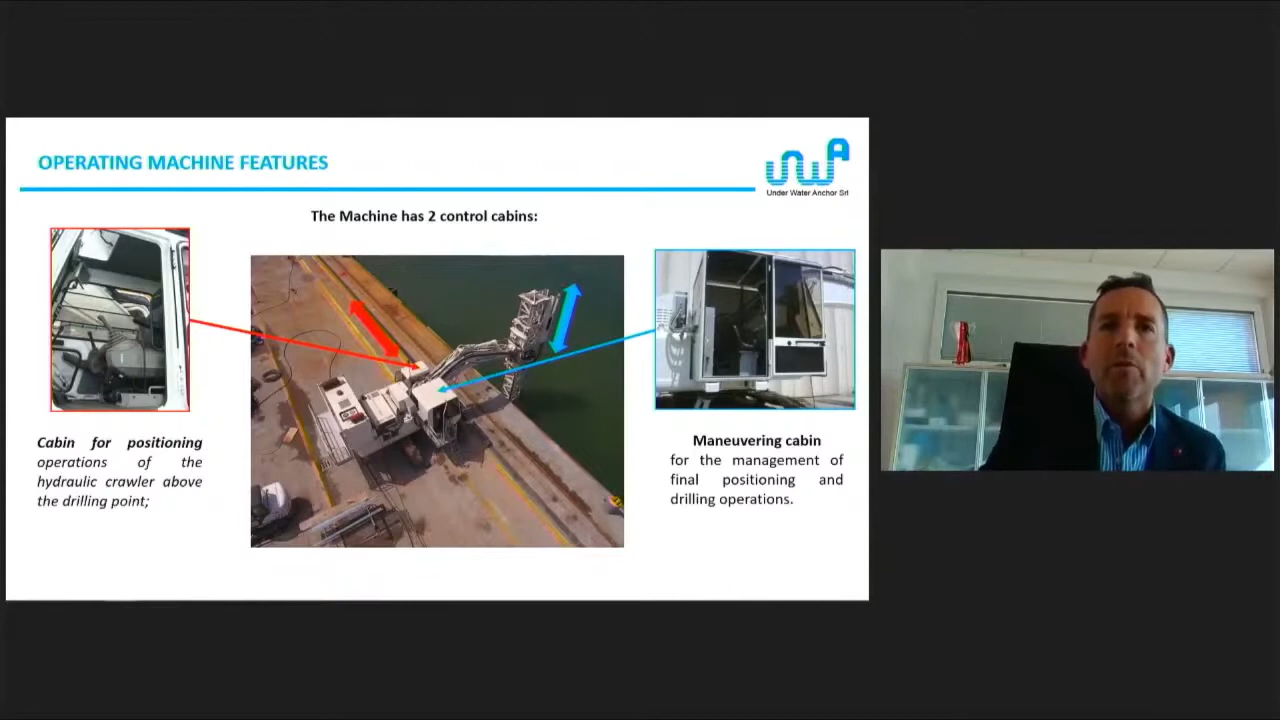 OPERATING MACHINE FEATURES
UWA
Under Water Anchor Srl
The Machine has 2 control cabins:
Cabin for positioning
operations of the
hydraulic crawler above
the drilling point;
Maneuvering cabin
for the management of
final positioning and
drilling operations.